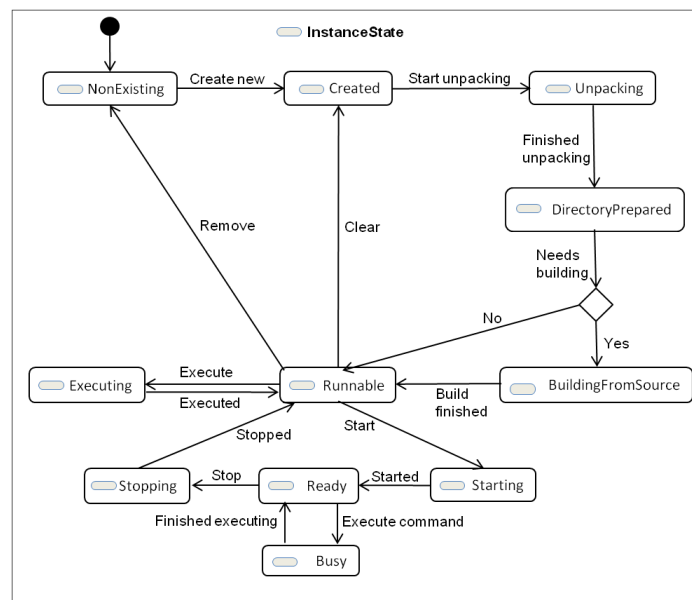 InstanceState
NonExisting
Create new
Created
Start unpacking
Unpacking
Finished
unpacking
DirectoryPrepared
Needs
building
Remove
Clear
No
Yes
Executing
Execute
Executed
Runnable
Build
finished
BuildingFromSource
Stopped
Start
Stopping
Stop
Ready
Started
Starting
Finished executing
Execute command
Busy